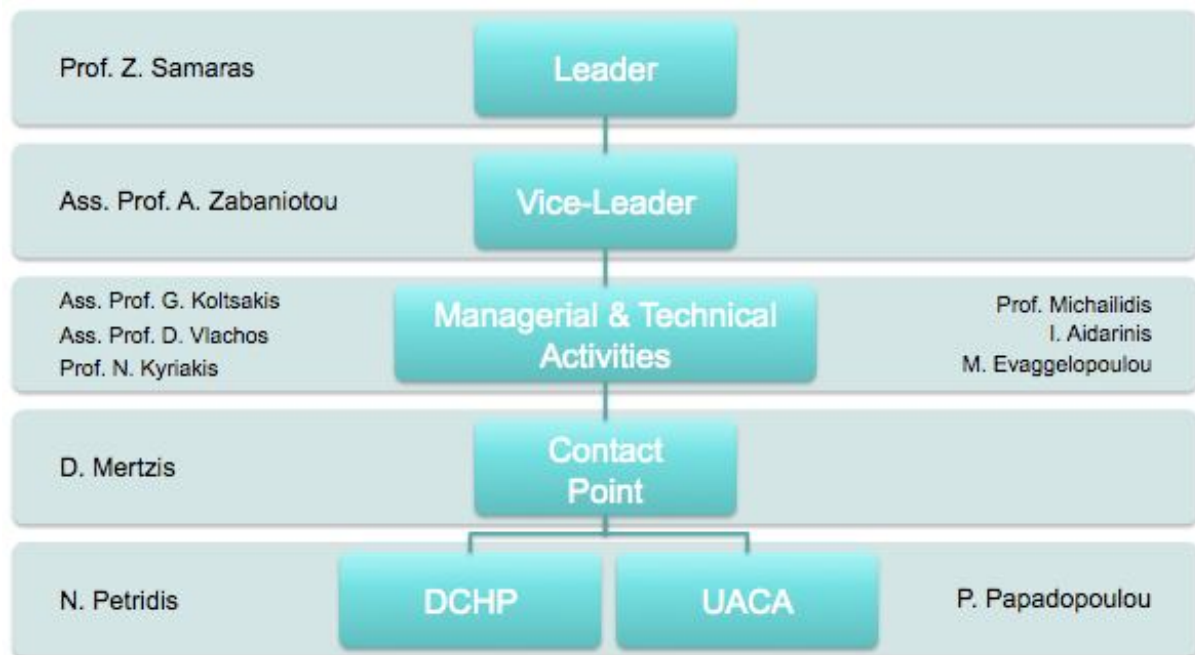 Prof. Z. Samaras
Leader
Ass. Prof. A. Zabaniotou
Vice-Leader
Ass. Prof. G. Koltsakis
Ass. Prof. D. Vlachos
Prof. N. Kyriakis
Managerial & Technical
Activities
Prof. Michailidis
I. Aidarinis
M. Evaggelopoulou
D. Mertzis
Contact
Point
N. Petridis
DCHP
UACA
P. Papadopoulou